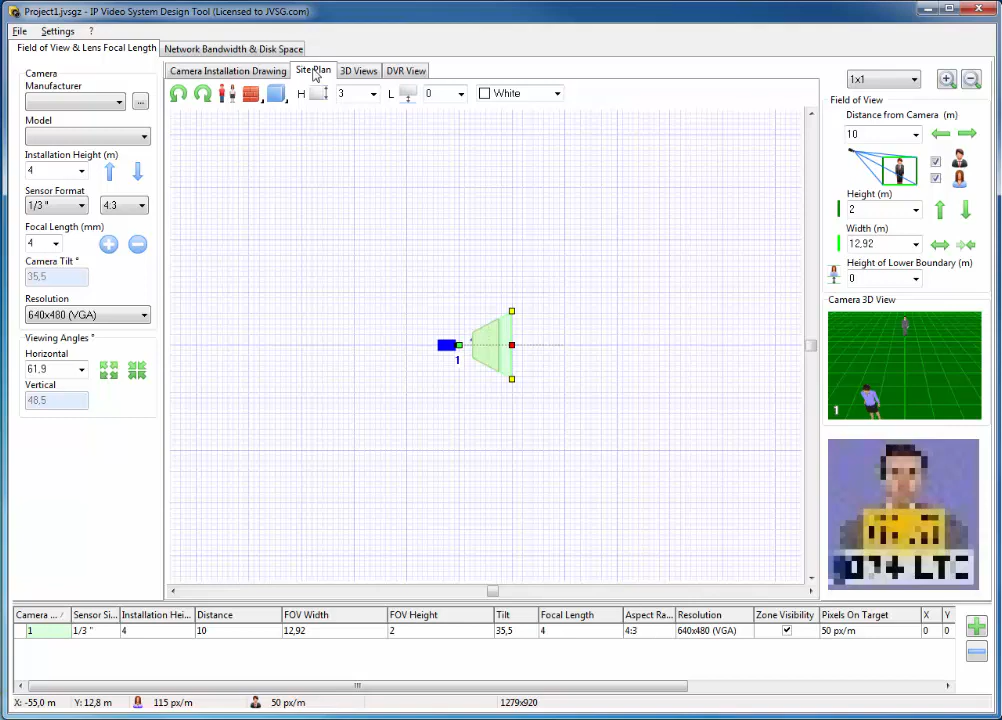 Project1.jvsgz - IP Video System Design Tool (Licensed to JVSG.com)
File Settings ?
Field of View & Lens Focal Length
Network Bandwidth & Disk Space
Camera
Manufacturer
...
Model
Installation Height (m)
4
Sensor Format
1/3 "
4:3
Focal Length (mm)
4
Camera Tilt °
35,5
Resolution
640x480 (VGA)
Viewing Angles °
Horizontal
61,9
Vertical
48,5
Camera Installation Drawing
Site Plan
3D Views
DVR View
H
3
L
0
White
1
1x1
Field of View
Distance from Camera (m)
10
Height (m)
2
Width (m)
12,92
Height of Lower Boundary (m)
0
Camera 3D View
1
LTC
Camera ... Sensor Si... Installation Hei... Distance FOV Width FOV Height Tilt Focal Length Aspect Ra... Resolution Zone Visibility Pixels On Target X Y
1 1/3 " 4 10 12,92 2 35,5 4 4:3 640x480 (VGA) 50 px/m 0 0
X: -55,0 m Y: 12,8 m 115 px/m 50 px/m 1279x920